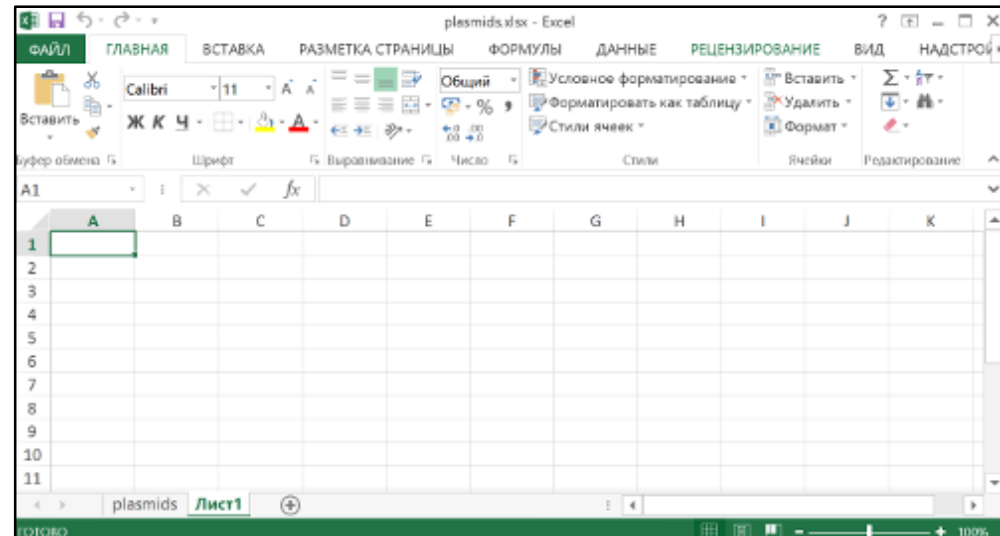 plasmids.xlsx - Excel
ФАЙЛ ГЛАВНАЯ ВСТАВКА РАЗМЕТКА СТРАНИЦЫ ФОРМУЛЫ ДАННЫЕ РЕЦЕНЗИРОВАНИЕ ВИД НАДСТРОЙ
Calibri 11 Общий Условное форматирование Вставить
Вставить Форматировать как таблицу Удалить
Ж К Ч % Стили ячеек Формат
Буфер обмена Шрифт Выравнивание Число Стили Ячейки Редактирование
A1 fx
A B C D E F G H I J K
1
2
3
4
5
6
7
8
9
10
11
plasmids Лист1
ГОТОВО 100%